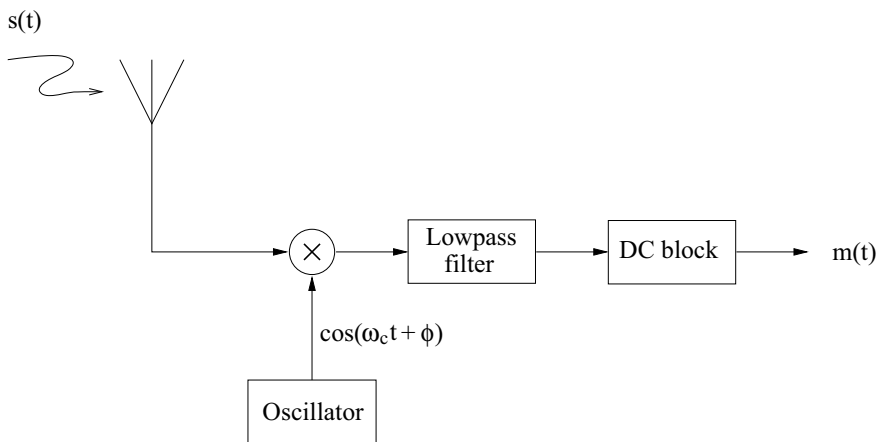 s(t)
×
Lowpass
filter
DC block
m(t)
cos(ω_c t + ϕ)
Oscillator